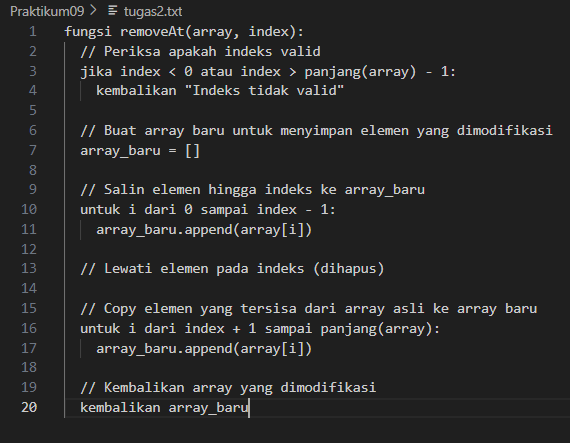 Praktikum09 > tugas2.txt
1 fungsi removeAt(array, index):
2 // Periksa apakah indeks valid
3 jika index < 0 atau index > panjang(array) - 1:
4 kembalikan "Indeks tidak valid"
5
6 // Buat array baru untuk menyimpan elemen yang dimodifikasi
7 array_baru = []
8
9 // Salin elemen hingga indeks ke array_baru
10 untuk i dari 0 sampai index - 1:
11 array_baru.append(array[i])
12
13 // Lewati elemen pada indeks (dihapus)
14
15 // Copy elemen yang tersisa dari array asli ke array baru
16 untuk i dari index + 1 sampai panjang(array):
17 array_baru.append(array[i])
18
19 // Kembalikan array yang dimodifikasi
20 kembalikan array_baru